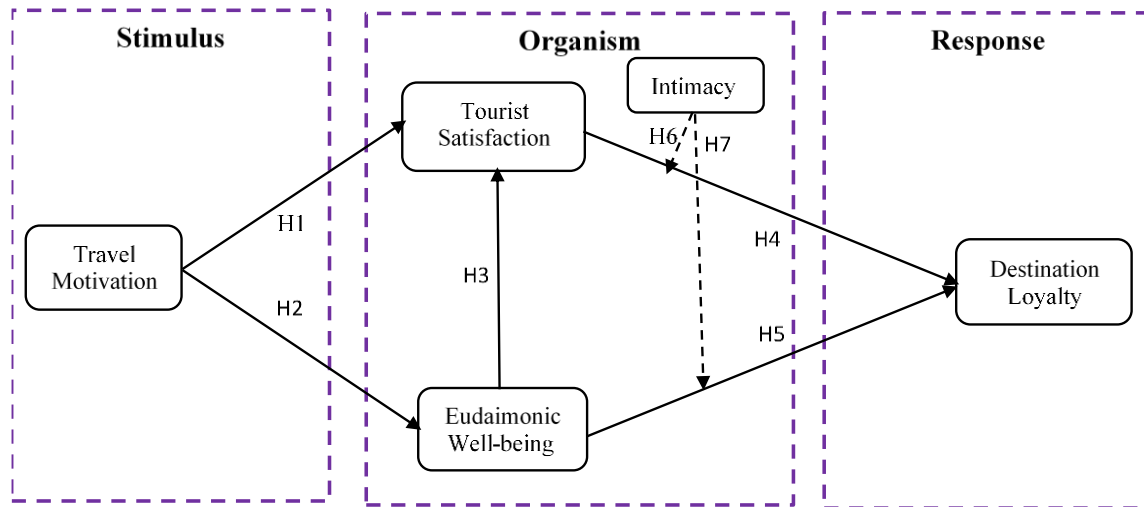 Stimulus
Organism
Response
Intimacy
Tourist
Satisfaction
H6
H7
H1
H4
Travel
Motivation
H3
Destination
Loyalty
H2
H5
Eudaimonic
Well-being